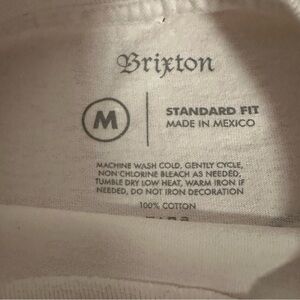 Brixton
M
STANDARD FIT
MADE IN MEXICO
MACHINE WASH COLD, GENTLY CYCLE,
NON CHLORINE BLEACH AS NEEDED,
TUMBLE DRY LOW HEAT, WARM IRON IF
NEEDED, DO NOT IRON DECORATION
100% COTTON